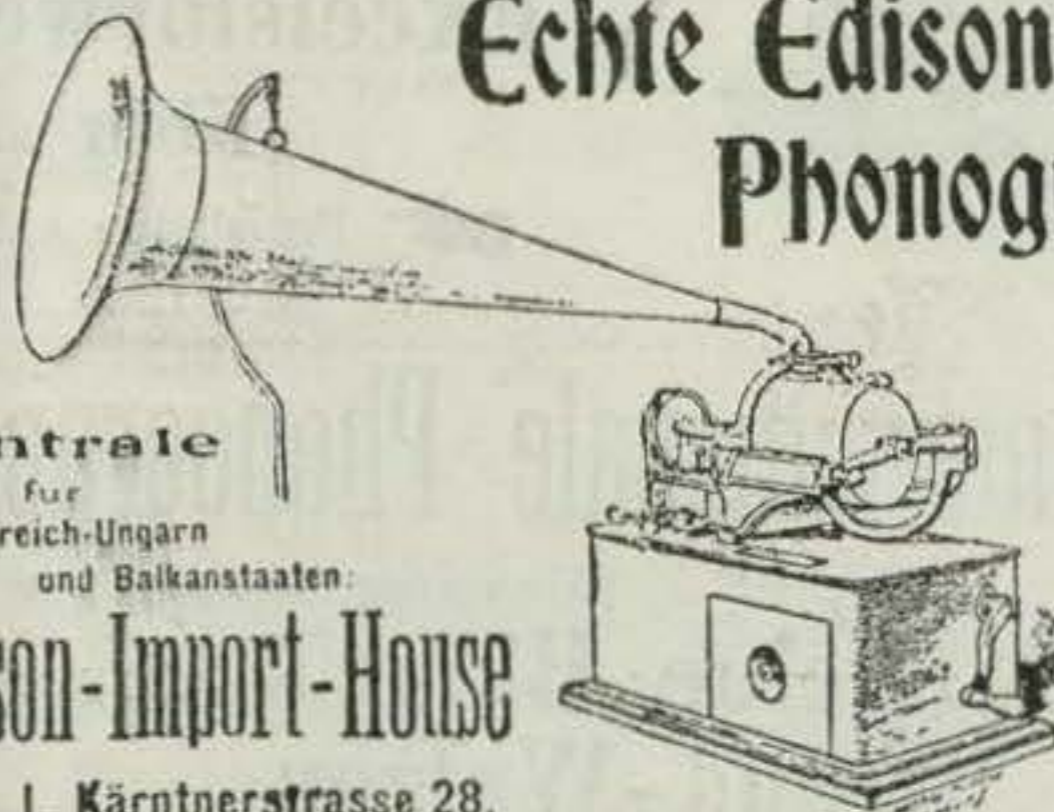 Echte Edison
Phonog
ntrale
für
reich-Ungarn
und Balkanstaaten:
son-Import-House
I. Kärntnerstrasse 28.